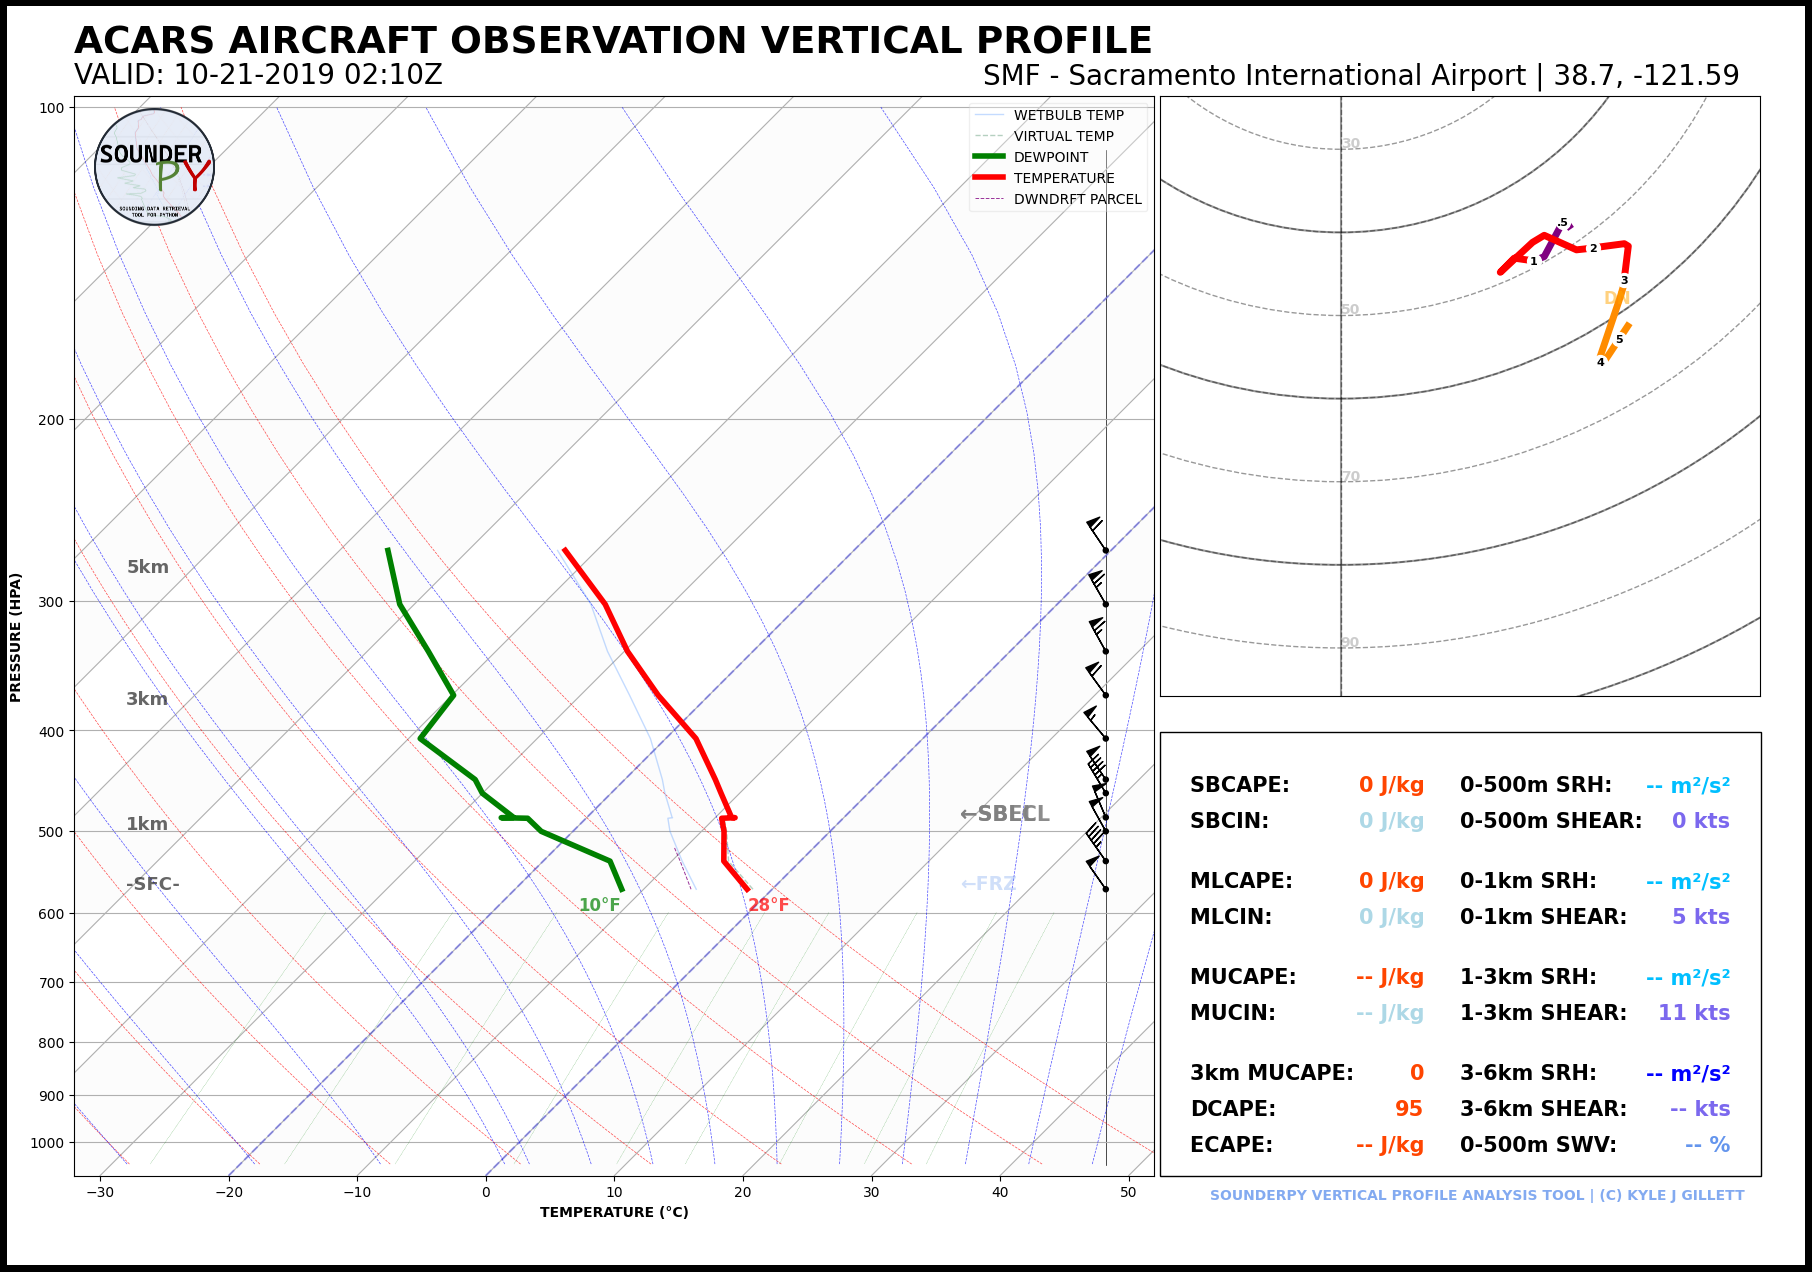 ACARS AIRCRAFT OBSERVATION VERTICAL PROFILE
VALID: 10-21-2019 02:10Z
SMF - Sacramento International Airport | 38.7, -121.59
SOUNDER
PY
SOUNDING DATA RETRIEVAL
TOOL FOR PYTHON
WETBULB TEMP
VIRTUAL TEMP
DEWPOINT
TEMPERATURE
DWNDRFT PARCEL
100
200
300
400
500
600
700
800
900
1000
PRESSURE (HPA)
5km
3km
1km
-SFC-
←SBECL
←FRZ
10°F
28°F
−30
−20
−10
0
10
20
30
40
50
TEMPERATURE (°C)
30
50
70
90
.5
1
2
3
4
5
DN
SBCAPE: 0 J/kg 0-500m SRH: -- m²/s²
SBCIN: 0 J/kg 0-500m SHEAR: 0 kts
MLCAPE: 0 J/kg 0-1km SRH: -- m²/s²
MLCIN: 0 J/kg 0-1km SHEAR: 5 kts
MUCAPE: -- J/kg 1-3km SRH: -- m²/s²
MUCIN: -- J/kg 1-3km SHEAR: 11 kts
3km MUCAPE: 0 3-6km SRH: -- m²/s²
DCAPE: 95 3-6km SHEAR: -- kts
ECAPE: -- J/kg 0-500m SWV: -- %
SOUNDERPY VERTICAL PROFILE ANALYSIS TOOL | (C) KYLE J GILLETT